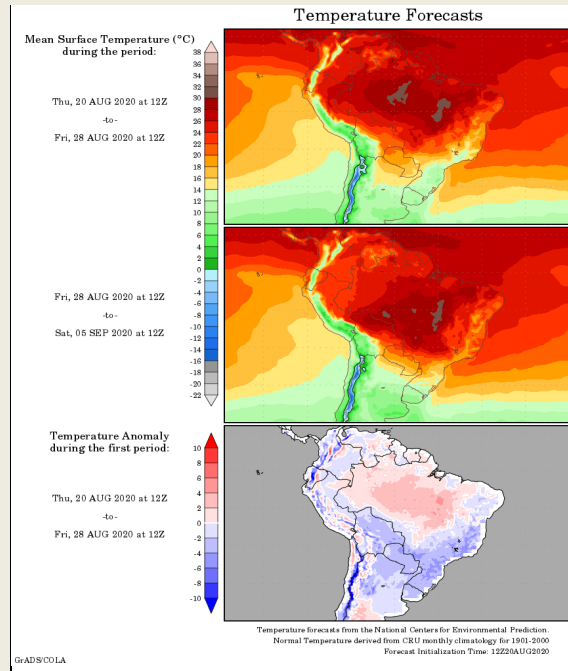 Temperature Forecasts
Mean Surface Temperature (°C)
during the period:
Thu, 20 AUG 2020 at 12Z
-to-
Fri, 28 AUG 2020 at 12Z
38
36
34
32
30
28
26
24
22
20
18
16
14
12
10
8
6
4
2
0
-2
-4
-6
-8
-10
-12
-14
-16
-18
-20
-22
Fri, 28 AUG 2020 at 12Z
-to-
Sat, 05 SEP 2020 at 12Z
Temperature Anomaly
during the first period:
Thu, 20 AUG 2020 at 12Z
-to-
Fri, 28 AUG 2020 at 12Z
10
8
6
4
2
0
-2
-4
-6
-8
-10
Temperature forecasts from the National Centers for Environmental Prediction.
Normal Temperature derived from CRU monthly climatology for 1901-2000
Forecast Initialization Time: 12Z20AUG2020
GrADS/COLA